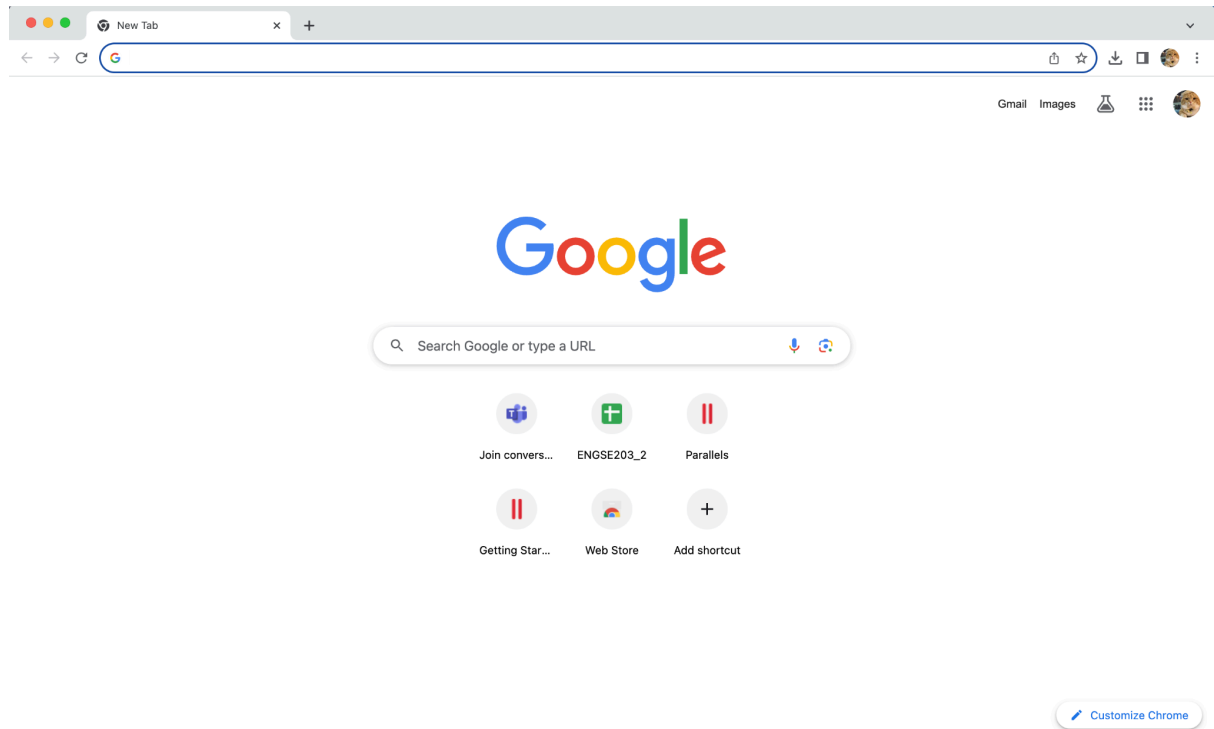 New Tab
Gmail Images
Google
Search Google or type a URL
Join convers... ENGSE203_2 Parallels
Getting Star... Web Store Add shortcut
Customize Chrome